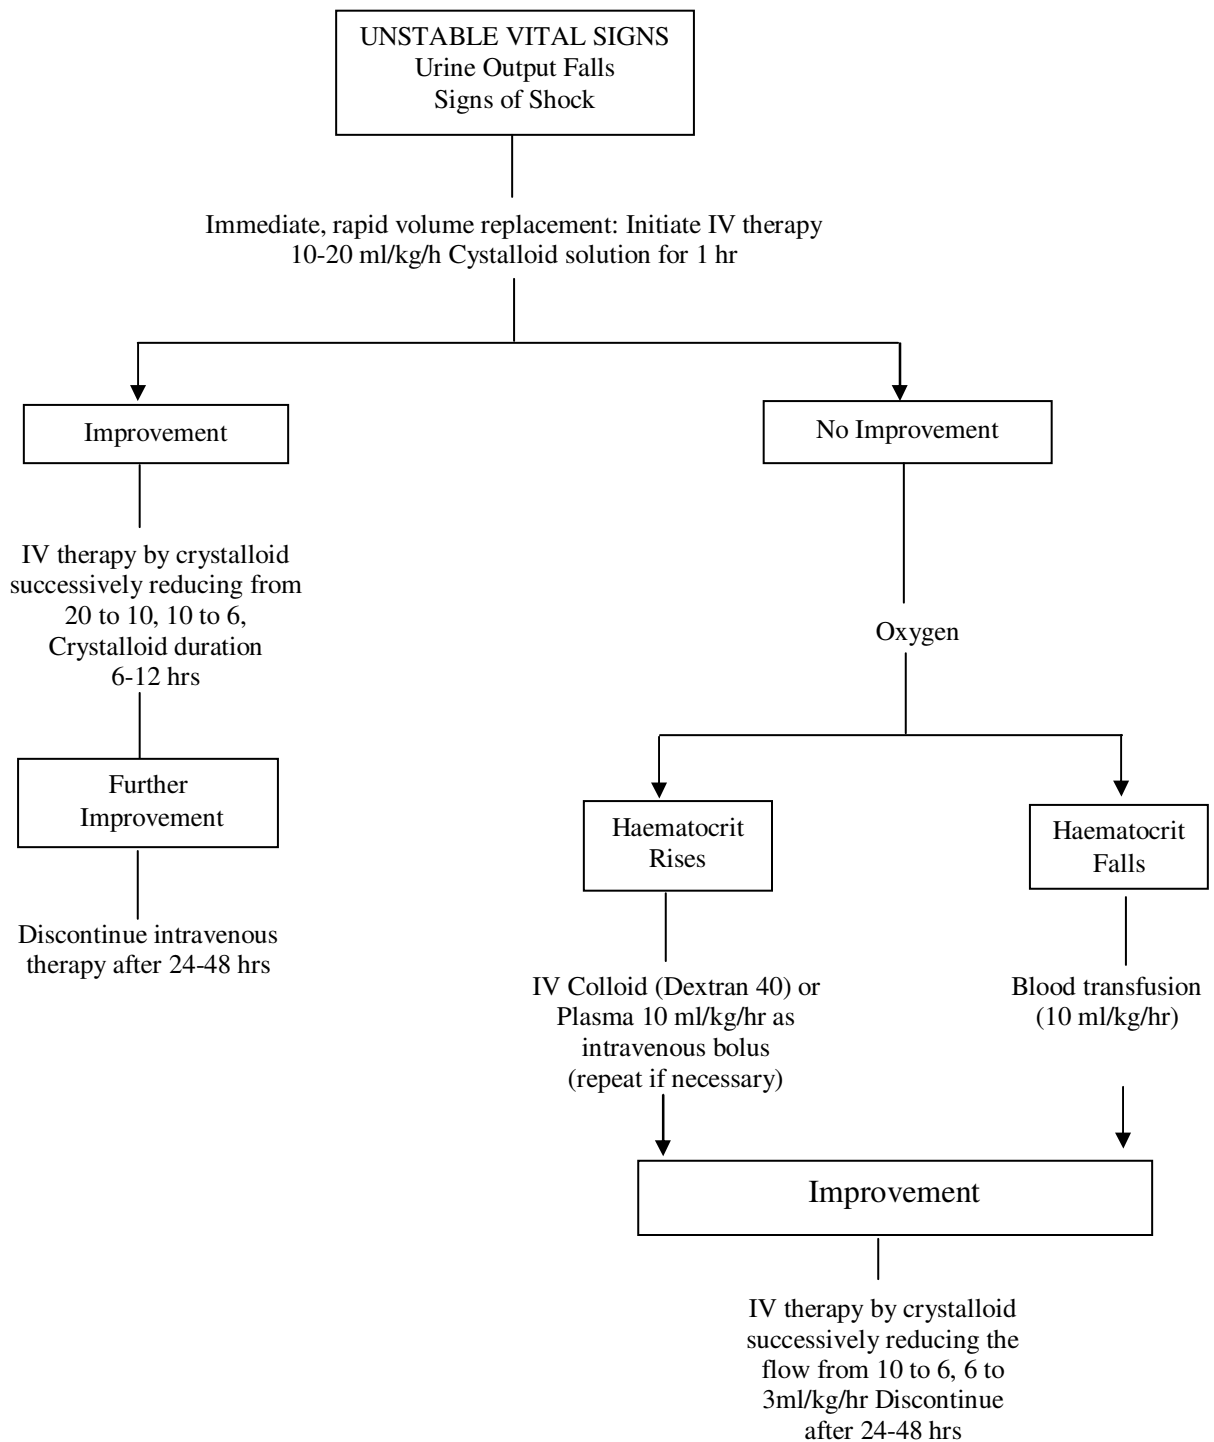 UNSTABLE VITAL SIGNS
Urine Output Falls
Signs of Shock
Immediate, rapid volume replacement: Initiate IV therapy
10-20 ml/kg/h Cystalloid solution for 1 hr
Improvement
No Improvement
IV therapy by crystalloid
successively reducing from
20 to 10, 10 to 6,
Crystalloid duration
6-12 hrs
Oxygen
Further
Improvement
Haematocrit
Rises
Haematocrit
Falls
Discontinue intravenous
therapy after 24-48 hrs
IV Colloid (Dextran 40) or
Plasma 10 ml/kg/hr as
intravenous bolus
(repeat if necessary)
Blood transfusion
(10 ml/kg/hr)
Improvement
IV therapy by crystalloid
successively reducing the
flow from 10 to 6, 6 to
3ml/kg/hr Discontinue
after 24-48 hrs